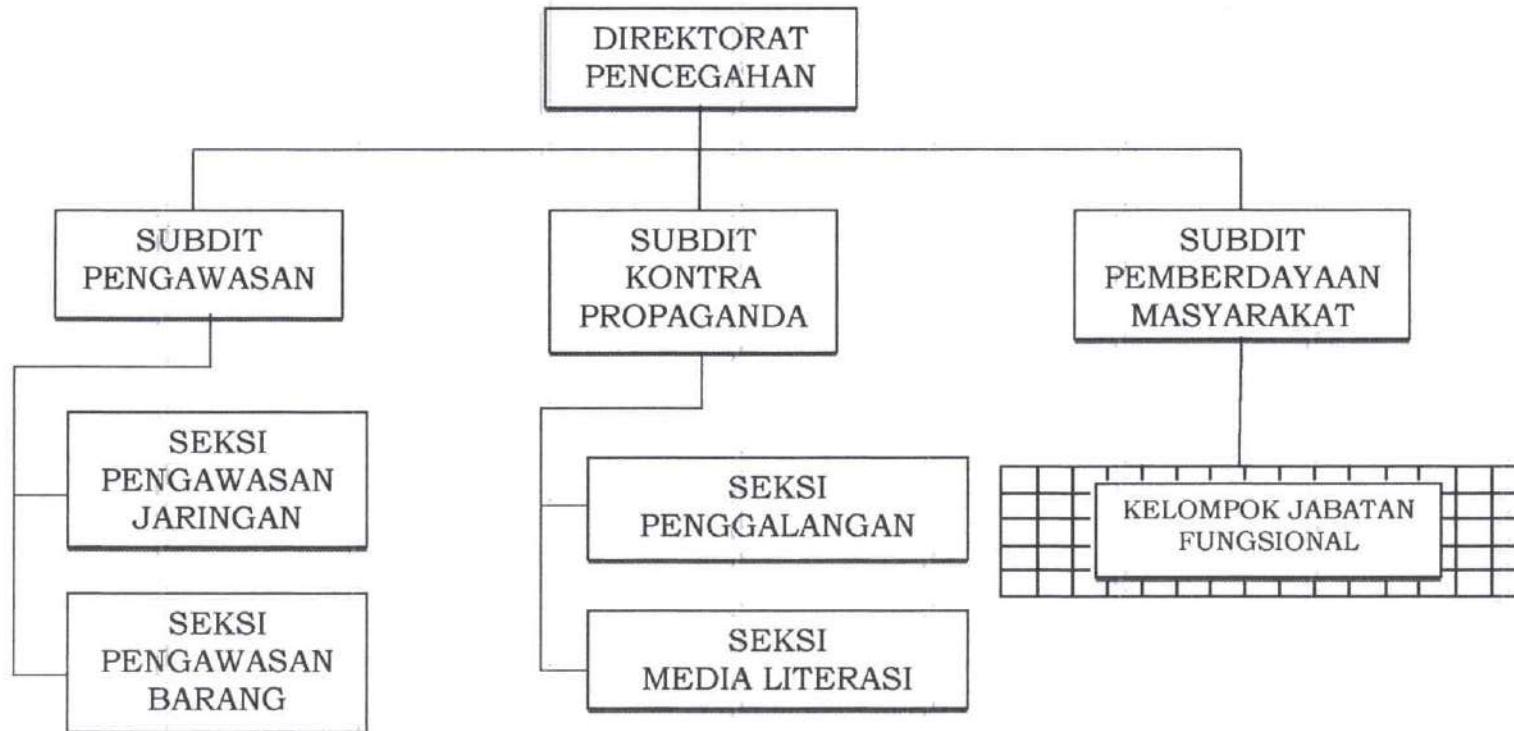 DIREKTORAT
PENCEGAHAN
SUBDIT
PENGAWASAN
SUBDIT
KONTRA
PROPAGANDA
SUBDIT
PEMBERDAYAAN
MASYARAKAT
SEKSI
PENGAWASAN
JARINGAN
SEKSI
PENGAWASAN
BARANG
SEKSI
PENGGALANGAN
SEKSI
MEDIA LITERASI
KELOMPOK JABATAN
FUNGSIONAL